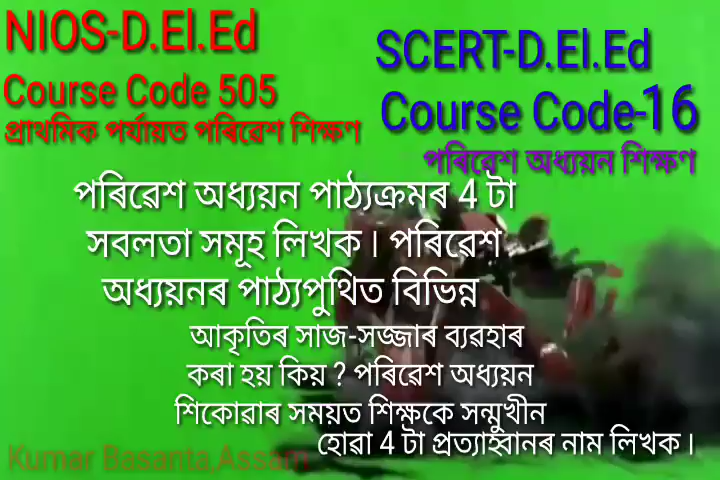 NIOS-D.El.Ed
Course Code 505
প্ৰাথমিক পৰ্যায়ত পৰিৱেশ শিক্ষণ
SCERT-D.El.Ed
Course Code-16
পৰিৱেশ অধ্যয়ন শিক্ষণ
পৰিৱেশ অধ্যয়ন পাঠ্যক্ৰমৰ 4 টা
সবলতা সমূহ লিখক । পৰিৱেশ
অধ্যয়নৰ পাঠ্যপুথিত বিভিন্ন
আকৃতিৰ সাজ-সজ্জাৰ ব্যৱহাৰ
কৰা হয় কিয় ? পৰিৱেশ অধ্যয়ন
শিকোৱাৰ সময়ত শিক্ষকে সন্মুখীন
হোৱা 4 টা প্ৰত্যাহ্বানৰ নাম লিখক ।
Kumar Basanta,Assam